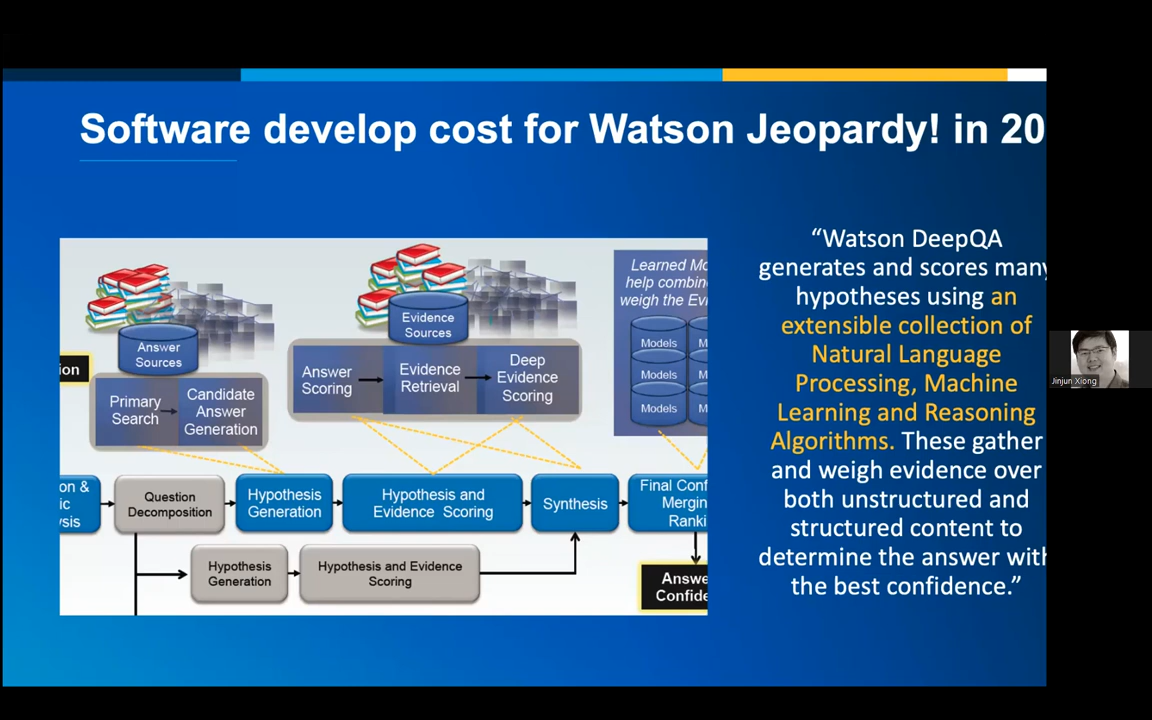 Software develop cost for Watson Jeopardy! in 20
"Watson DeepQA
generates and scores many
hypotheses using an
extensible collection of
Natural Language
Processing, Machine
Learning and Reasoning
Algorithms. These gather
and weigh evidence over
both unstructured and
structured content to
determine the answer with
the best confidence."
Answer
Sources
Evidence
Sources
Learned Mo
help combin
weigh the Evi
Models
Models
Models
M
M
M
ion
Primary
Search
Candidate
Answer
Generation
Answer
Scoring
Evidence
Retrieval
Deep
Evidence
Scoring
on &
ic
ysis
Question
Decomposition
Hypothesis
Generation
Hypothesis and
Evidence Scoring
Synthesis
Final Conf
Mergin
Ranki
Hypothesis
Generation
Hypothesis and Evidence
Scoring
Answe
Confide
Jinjun Xiong